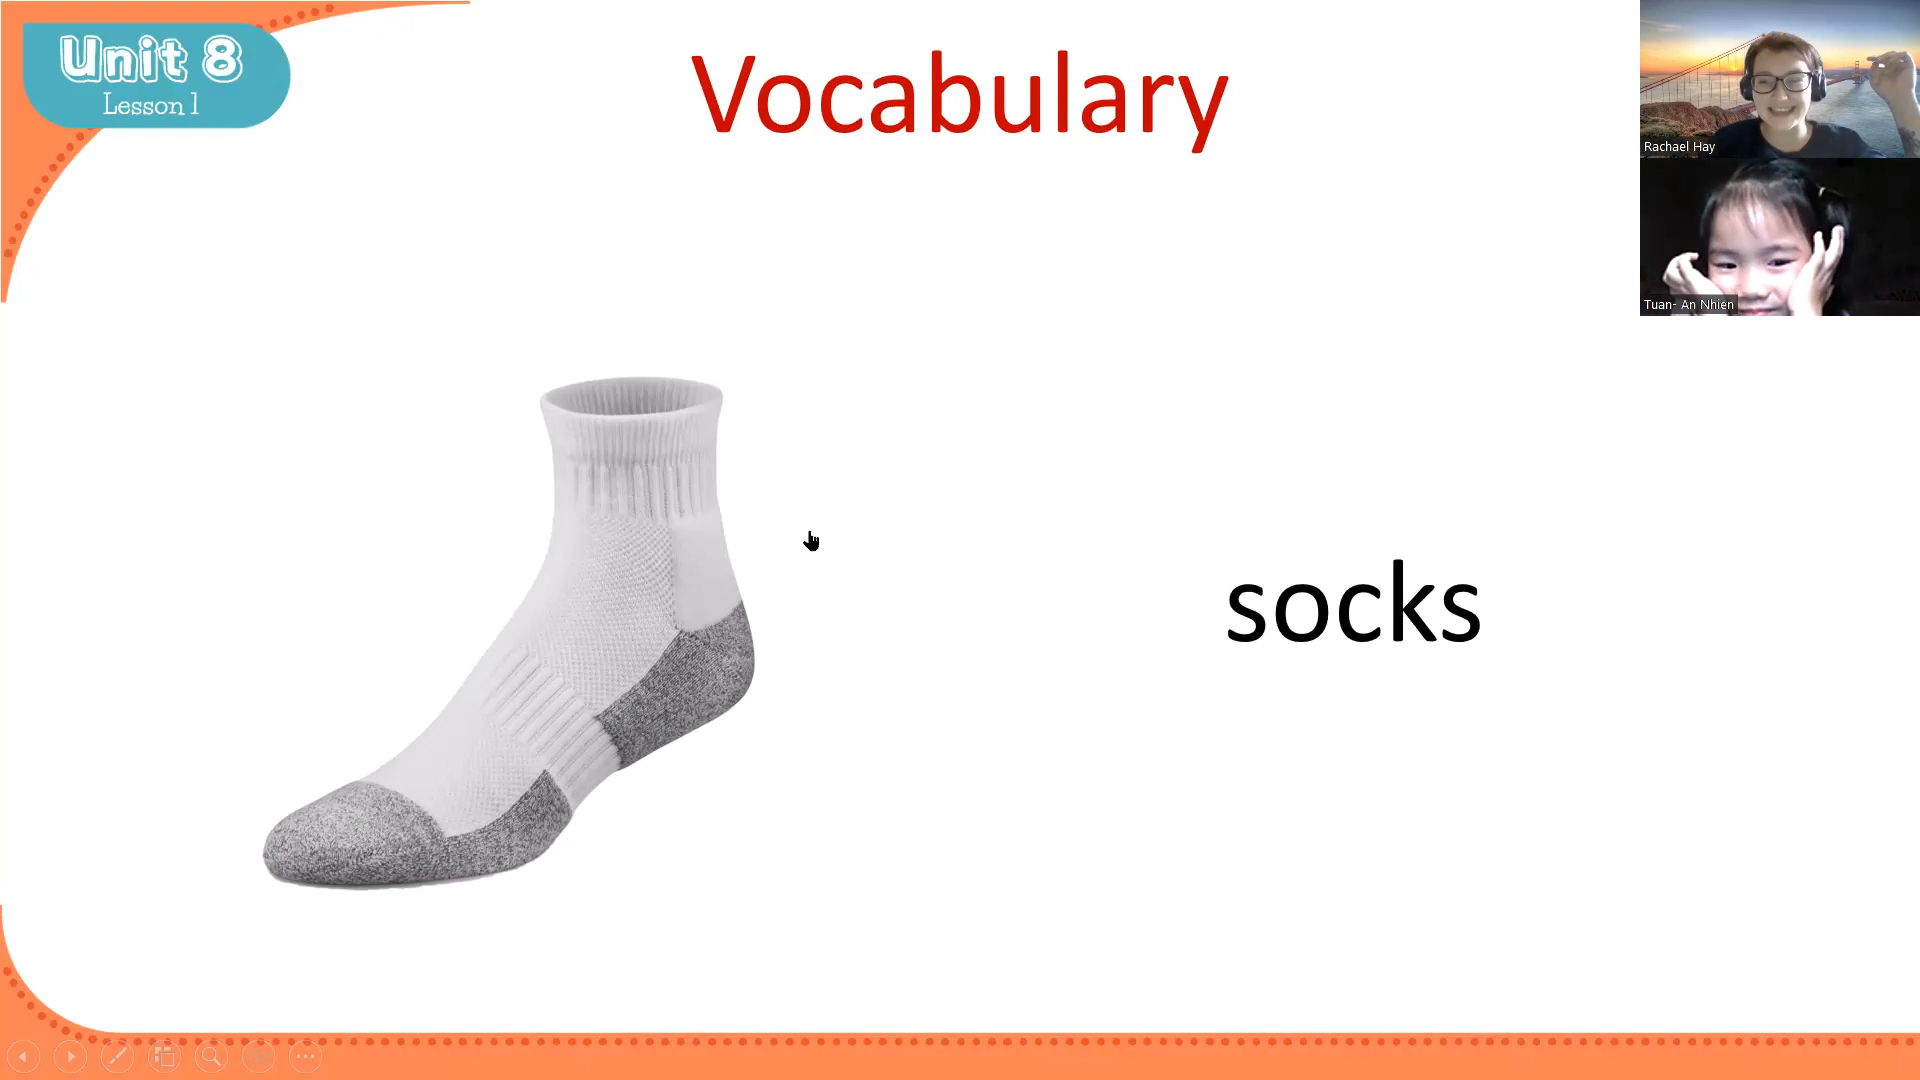 Unit 8
Lesson 1
Vocabulary
socks
Rachael Hay
Tuan- An Nhien